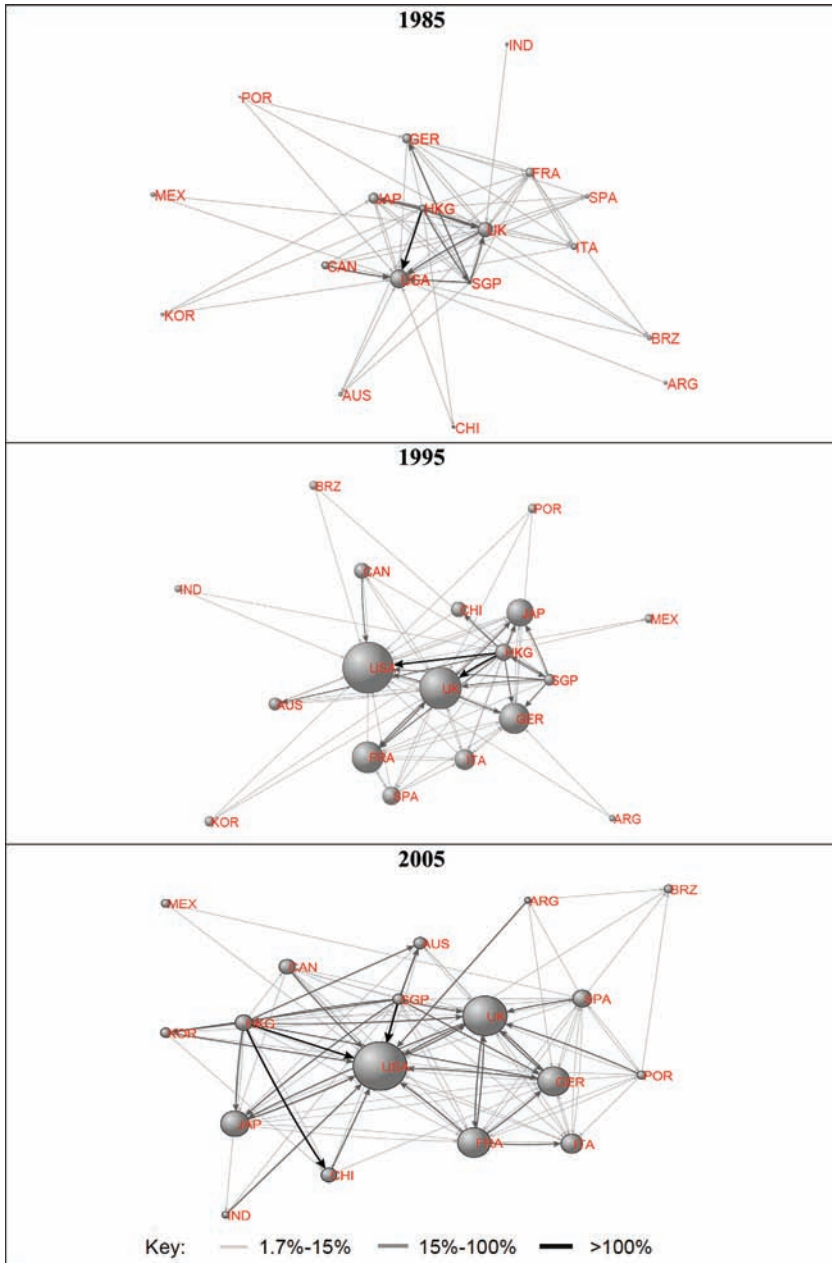 1985
IND
POR
GER
FRA
MEX
JAP
SPA
HKG
UK
ITA
CAN
USA
SGP
KOR
BRZ
ARG
AUS
CHI
1995
BRZ
POR
CAN
IND
CHI
JAP
MEX
HKG
USA
SGP
UK
AUS
GER
FRA
ITA
SPA
KOR
ARG
2005
MEX
ARG
BRZ
AUS
CAN
SGP
SPA
UK
HKG
KOR
USA
POR
GER
JAP
FRA
ITA
CHI
IND
Key: 1.7%-15% 15%-100% >100%